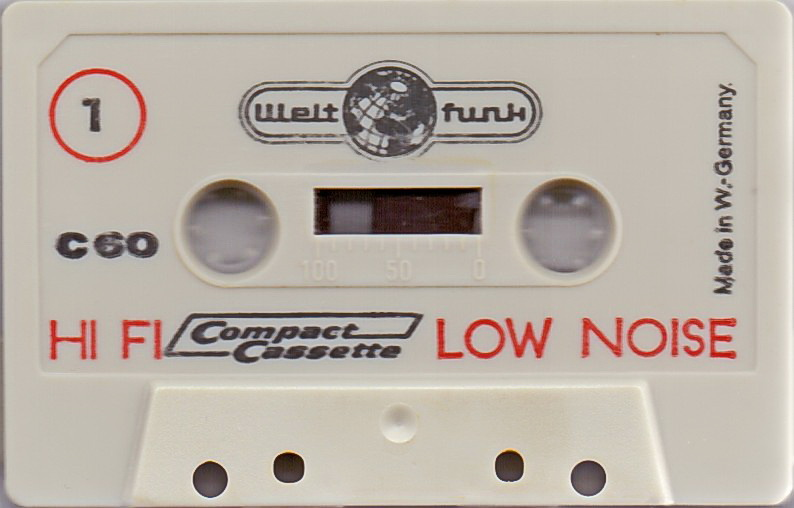 1
Welt funk
Made in W.-Germany.
C60
100 50 0
HI FI Compact Cassette LOW NOISE